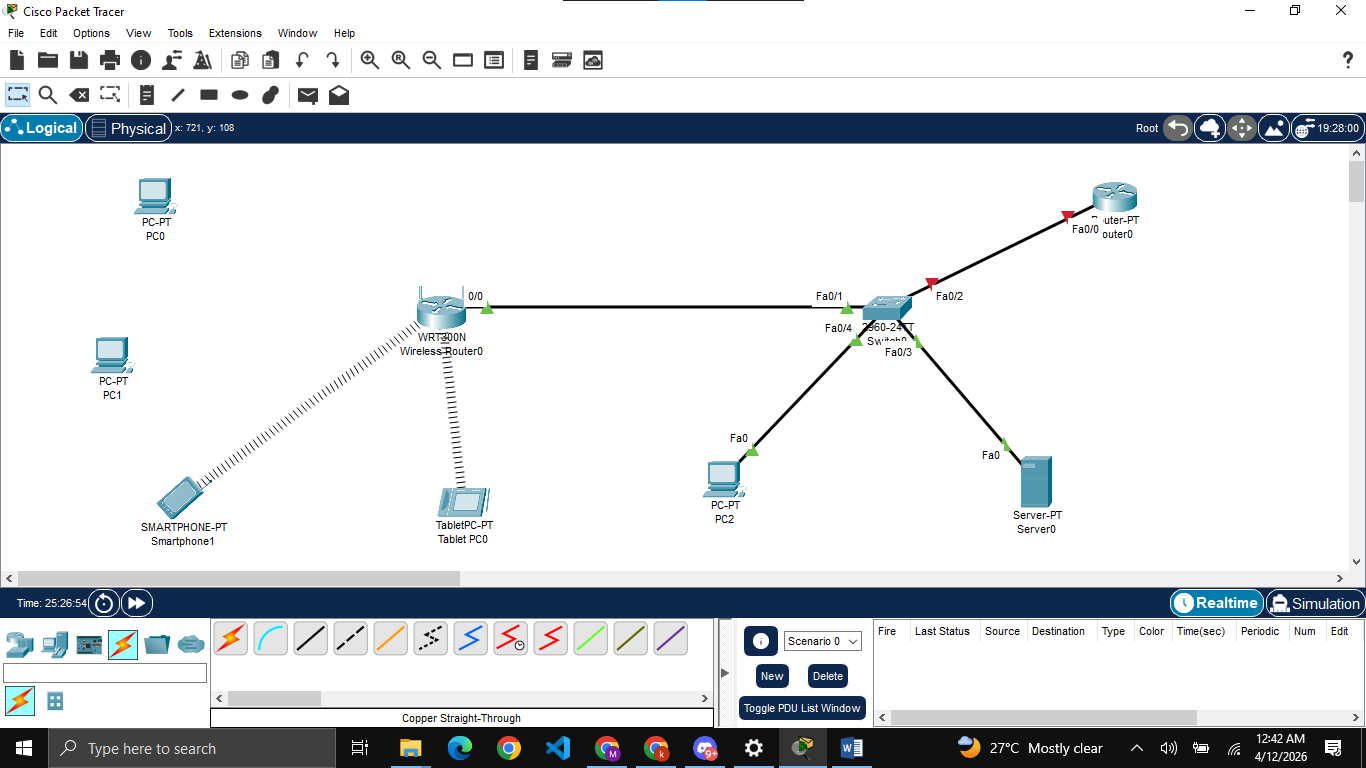 Cisco Packet Tracer
File Edit Options View Tools Extensions Window Help
Logical Physical x: 721, y: 108 Root 19:28:00
PC-PT
PC0
PC-PT
PC1
0/0
WRT300N
Wireless Router0
Fa0/1
Fa0/4
2960-24TT
Switch0
Fa0/3
Fa0/2
Fa0/0
outer-PT
outer0
SMARTPHONE-PT
Smartphone1
TabletPC-PT
Tablet PC0
Fa0
PC-PT
PC2
Fa0
Server-PT
Server0
Time: 25:26:54 Realtime Simulation
Scenario 0
New Delete
Toggle PDU List Window
Fire Last Status Source Destination Type Color Time(sec) Periodic Num Edit
Copper Straight-Through
Type here to search
M
k
9+
27°C Mostly clear
12:42 AM
4/12/2026